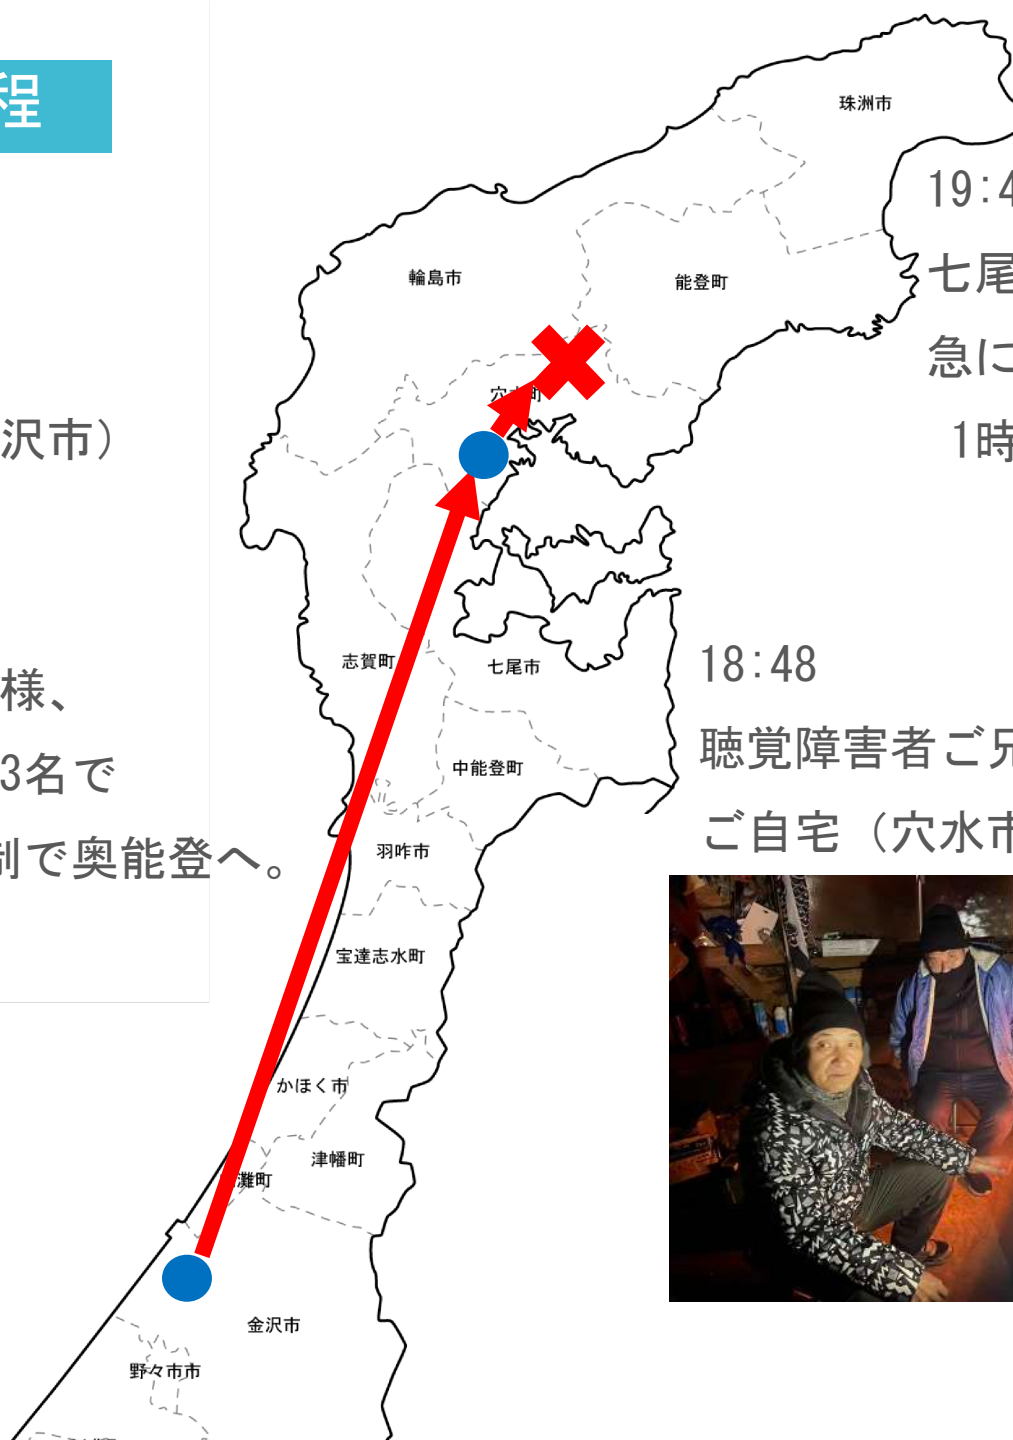 程
沢市）
様、
3名で
制で奥能登へ。
珠洲市
輪島市
能登町
穴水町
志賀町
七尾市
中能登町
羽咋市
宝達志水町
かほく市
津幡町
灘町
金沢市
野々市市
19:4
七尾
急に
1時
18:48
聴覚障害者ご兄
ご自宅（穴水市